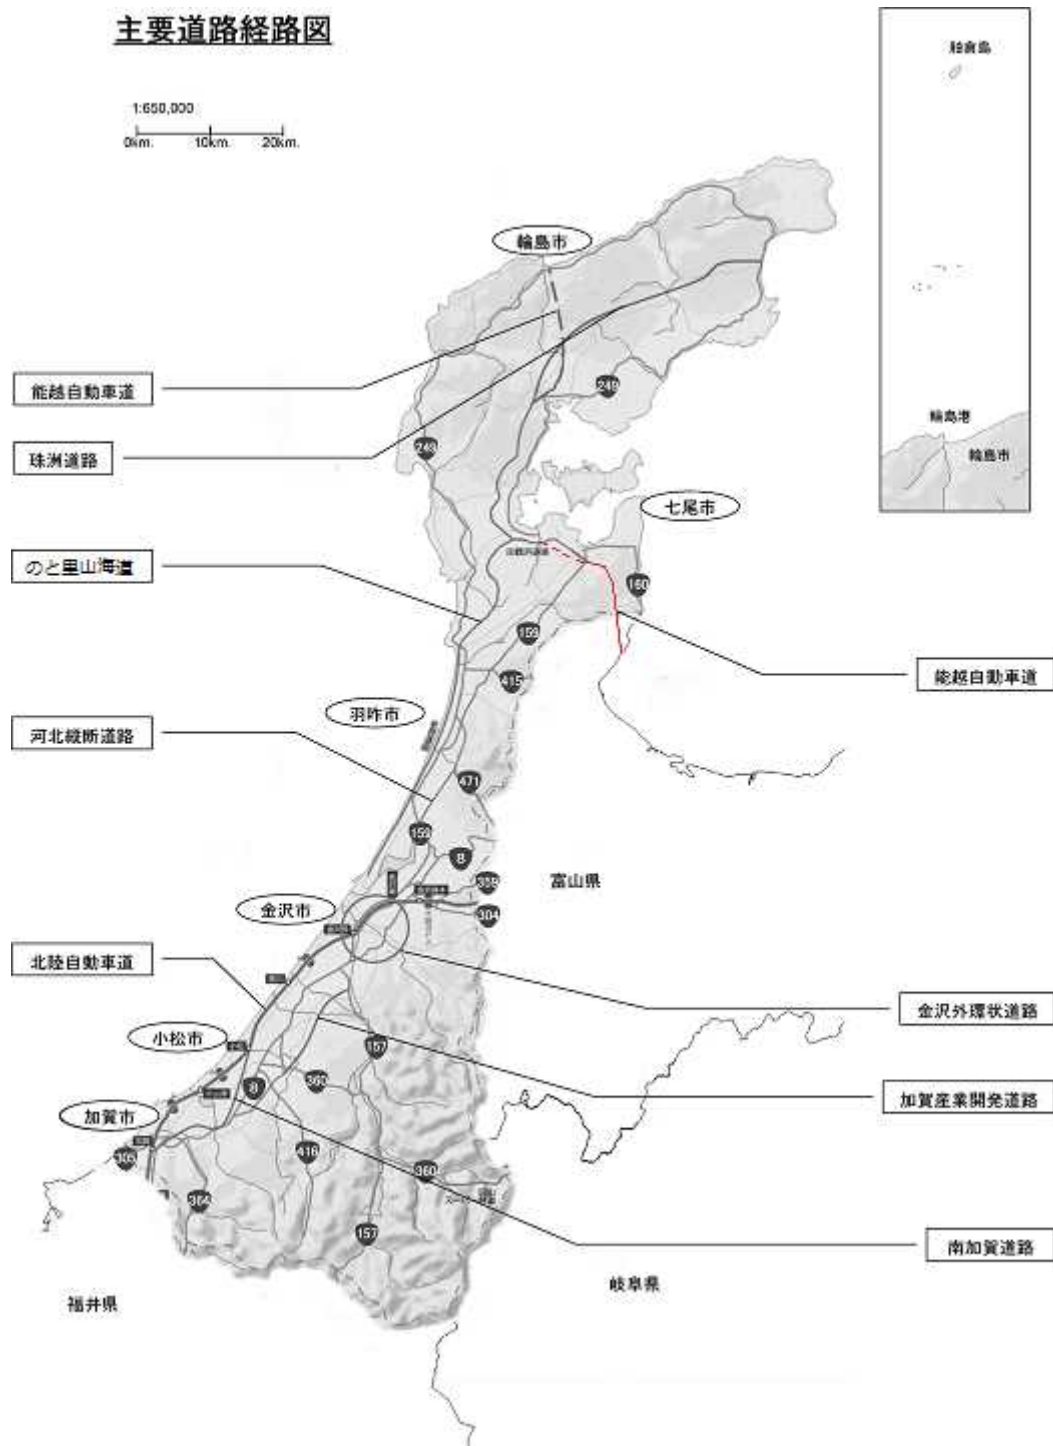 主要道路経路図
1:650,000
0km. 10km. 20km.
舳倉島
輪島市
能越自動車道
249
珠洲道路
249
輪島港
輪島市
七尾市
のと里山海道
160
159
能越自動車道
415
羽咋市
河北縦断道路
471
159
8
359
富山県
304
金沢市
北陸自動車道
金沢外環状道路
小松市
157
360
8
加賀産業開発道路
加賀市
305
416
360
364
157
南加賀道路
岐阜県
福井県